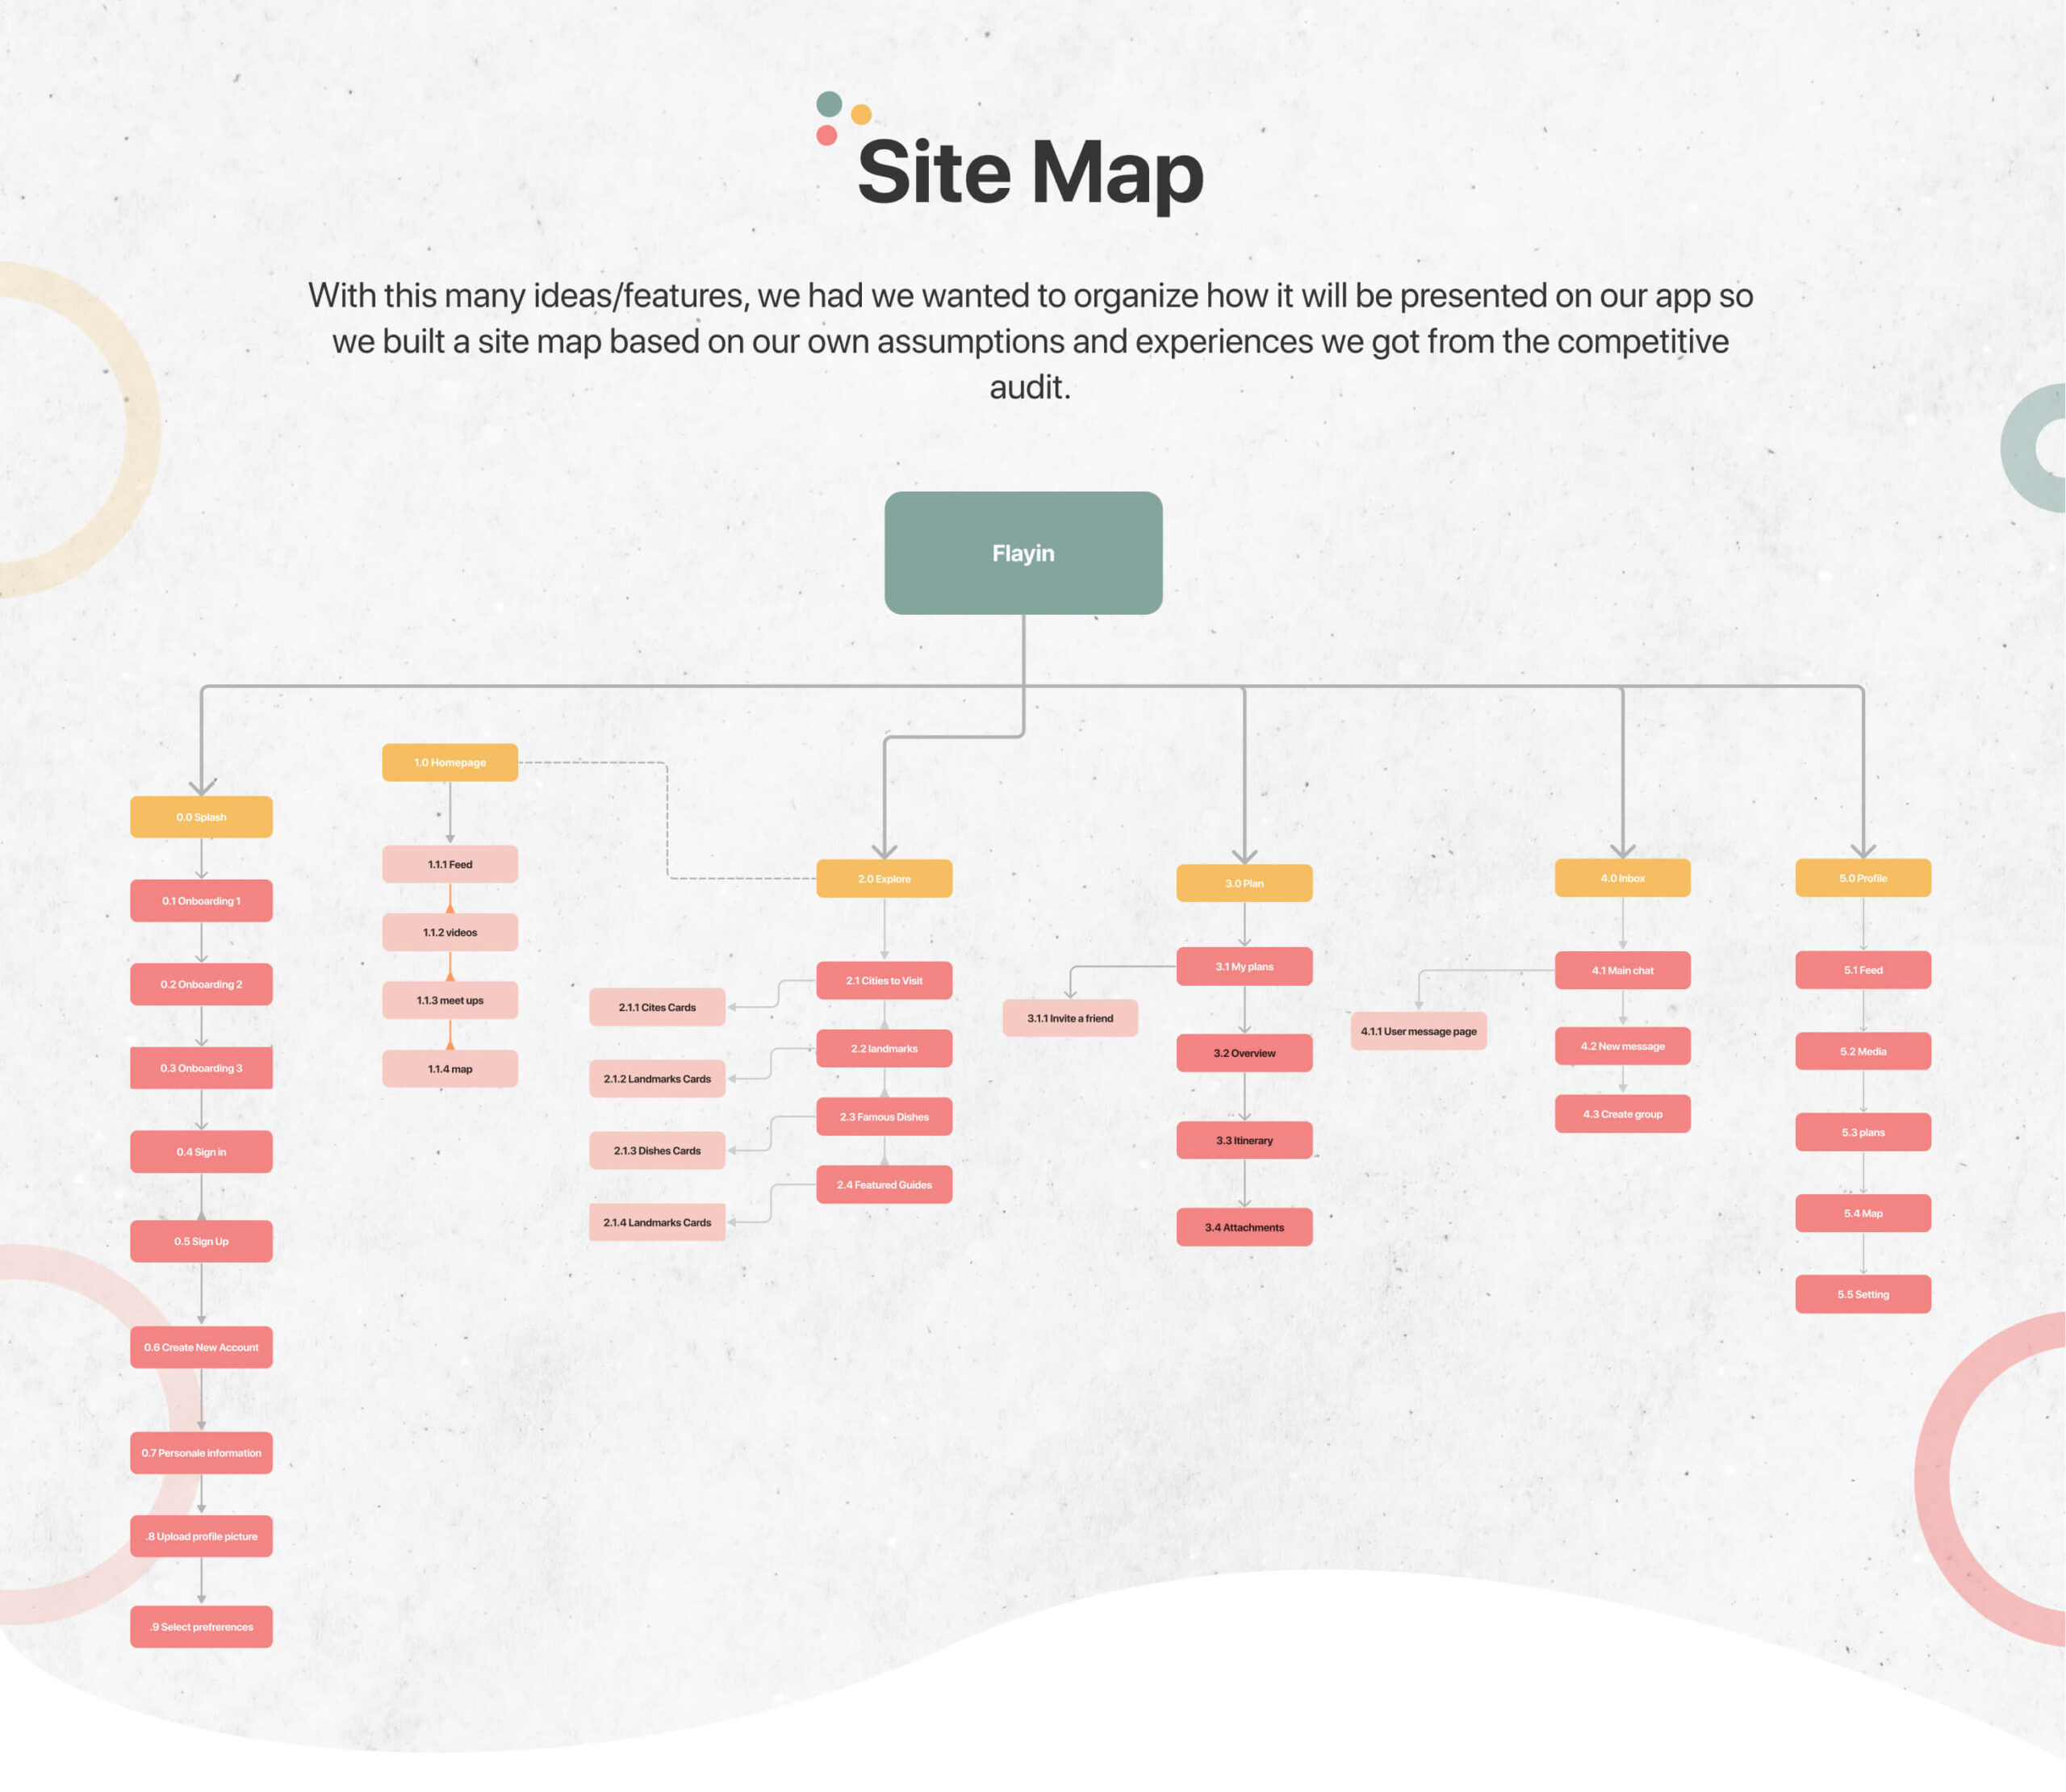 Site Map
With this many ideas/features, we had we wanted to organize how it will be presented on our app so
we built a site map based on our own assumptions and experiences we got from the competitive
audit.
Flayin
0.0 Splash
0.1 Onboarding 1
0.2 Onboarding 2
0.3 Onboarding 3
0.4 Sign in
0.5 Sign Up
0.6 Create New Account
0.7 Personale information
.8 Upload profile picture
.9 Select prefrerences
1.0 Homepage
1.1.1 Feed
1.1.2 videos
1.1.3 meet ups
1.1.4 map
2.0 Explore
2.1 Cities to Visit
2.1.1 Cites Cards
2.2 landmarks
2.1.2 Landmarks Cards
2.3 Famous Dishes
2.1.3 Dishes Cards
2.4 Featured Guides
2.1.4 Landmarks Cards
3.0 Plan
3.1 My plans
3.1.1 Invite a friend
3.2 Overview
3.3 Itinerary
3.4 Attachments
4.0 Inbox
4.1 Main chat
4.1.1 User message page
4.2 New message
4.3 Create group
5.0 Profile
5.1 Feed
5.2 Media
5.3 plans
5.4 Map
5.5 Setting